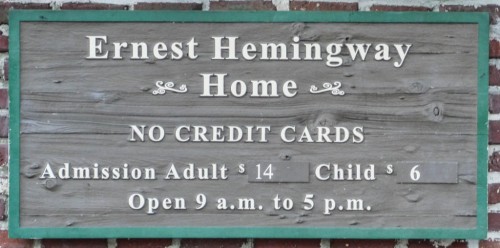 Ernest Hemingway
Home
NO CREDIT CARDS
Admission Adult $ 14 Child $ 6
Open 9 a.m. to 5 p.m.